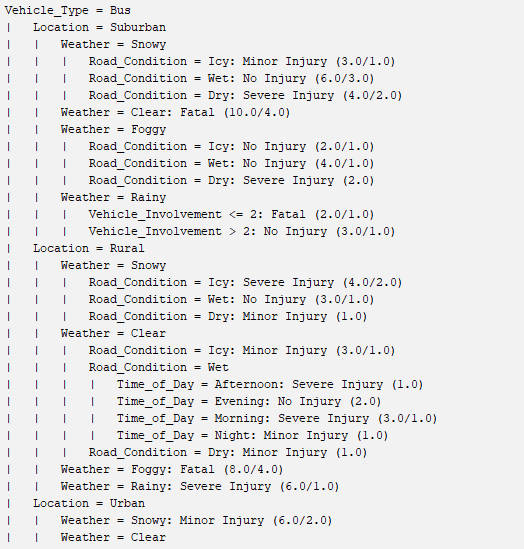 Vehicle_Type = Bus
|   Location = Suburban
|   |   Weather = Snowy
|   |   |   Road_Condition = Icy: Minor Injury (3.0/1.0)
|   |   |   Road_Condition = Wet: No Injury (6.0/3.0)
|   |   |   Road_Condition = Dry: Severe Injury (4.0/2.0)
|   |   Weather = Clear: Fatal (10.0/4.0)
|   |   Weather = Foggy
|   |   |   Road_Condition = Icy: No Injury (2.0/1.0)
|   |   |   Road_Condition = Wet: No Injury (4.0/1.0)
|   |   |   Road_Condition = Dry: Severe Injury (2.0)
|   |   Weather = Rainy
|   |   |   Vehicle_Involvement <= 2: Fatal (2.0/1.0)
|   |   |   Vehicle_Involvement > 2: No Injury (3.0/1.0)
|   Location = Rural
|   |   Weather = Snowy
|   |   |   Road_Condition = Icy: Severe Injury (4.0/2.0)
|   |   |   Road_Condition = Wet: No Injury (3.0/1.0)
|   |   |   Road_Condition = Dry: Minor Injury (1.0)
|   |   Weather = Clear
|   |   |   Road_Condition = Icy: Minor Injury (3.0/1.0)
|   |   |   Road_Condition = Wet
|   |   |   |   Time_of_Day = Afternoon: Severe Injury (1.0)
|   |   |   |   Time_of_Day = Evening: No Injury (2.0)
|   |   |   |   Time_of_Day = Morning: Severe Injury (3.0/1.0)
|   |   |   |   Time_of_Day = Night: Minor Injury (1.0)
|   |   |   Road_Condition = Dry: Minor Injury (1.0)
|   |   Weather = Foggy: Fatal (8.0/4.0)
|   |   Weather = Rainy: Severe Injury (6.0/1.0)
|   Location = Urban
|   |   Weather = Snowy: Minor Injury (6.0/2.0)
|   |   Weather = Clear